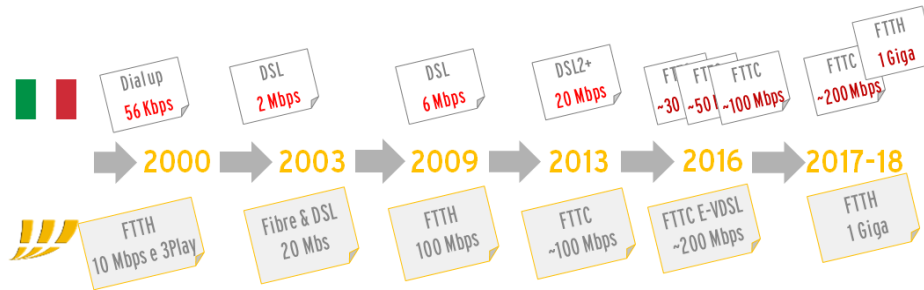 Dial up
56 Kbps
DSL
2 Mbps
DSL
6 Mbps
DSL2+
20 Mbps
~30
~50
FTTC
~100 Mbps
FTTC
~200 Mbps
FTTH
1 Giga
2000
2003
2009
2013
2016
2017-18
FTTH
10 Mbps e 3Play
Fibre & DSL
20 Mbs
FTTH
100 Mbps
FTTC
~100 Mbps
FTTC E-VDSL
~200 Mbps
FTTH
1 Giga